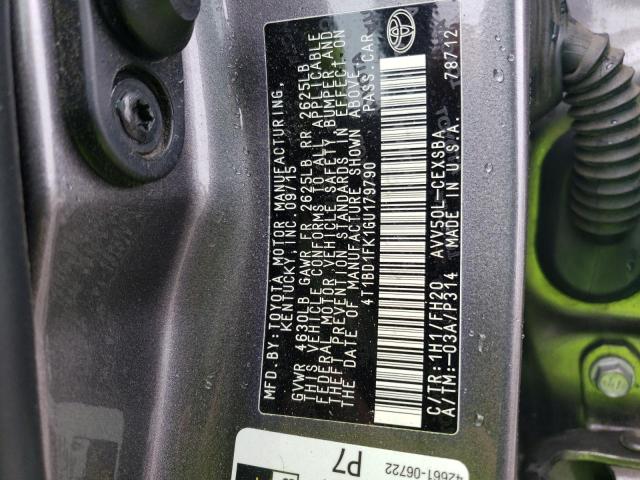 MFD. BY: TOYOTA MOTOR MANUFACTURING,
KENTUCKY, INC. 09/15
GVWR 4630LB GAWR FR 2625LB RR 2625LB
THIS VEHICLE CONFORMS TO ALL APPLICABLE
FEDERAL MOTOR VEHICLE SAFETY, BUMPER, AND
THEFT PREVENTION STANDARDS IN EFFECT ON
THE DATE OF MANUFACTURE SHOWN ABOVE.
4T1BD1FK1GU179790 PASS. CAR
C/TR: 1H1/FH20 AVV50L-CEXSBA
A/TM: -03A/P314 MADE IN U.S.A. 78712
42661-06722
P7